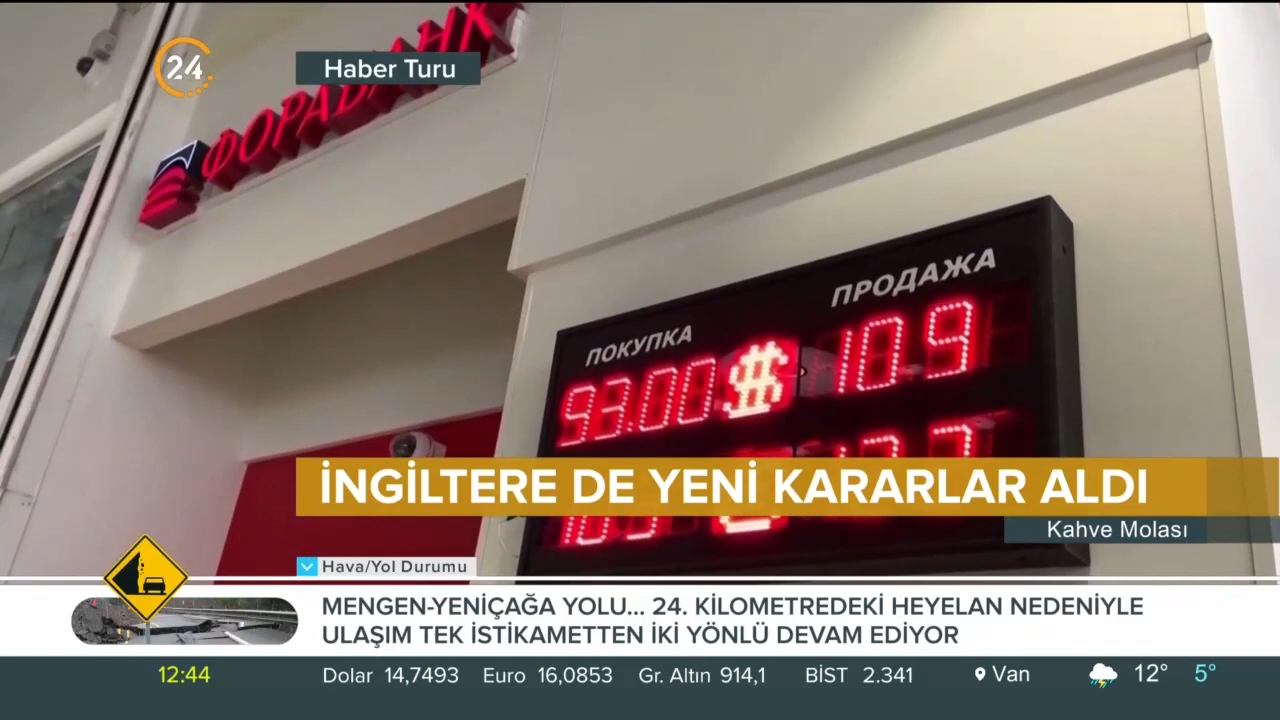 24
Haber Turu
ФОРАБАНК
ПОКУПКА
ПРОДАЖА
93.00 $ 10.9
İNGİLTERE DE YENİ KARARLAR ALDI
Kahve Molası
Hava/Yol Durumu
MENGEN-YENİÇAĞA YOLU... 24. KİLOMETREDEKİ HEYELAN NEDENİYLE
ULAŞIM TEK İSTİKAMETTEN İKİ YÖNLÜ DEVAM EDİYOR
12:44 Dolar 14,7493 Euro 16,0853 Gr. Altın 914,1 BİST 2.341 Van 12° 5°